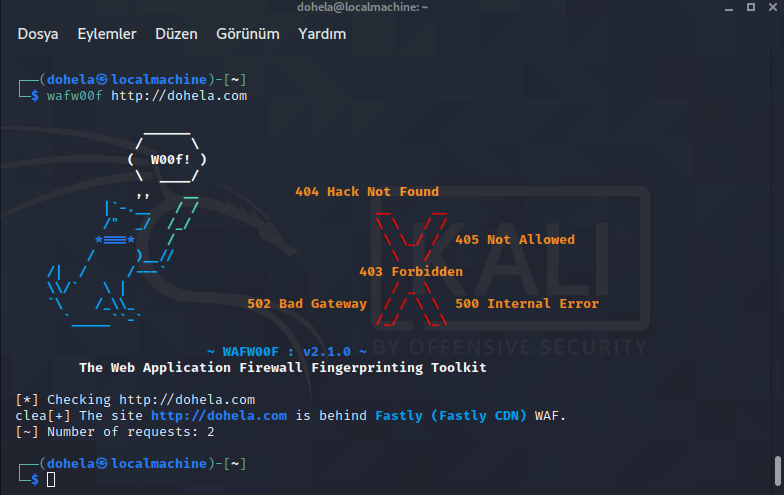 dohela@localmachine: ~
Dosya Eylemler Düzen Görünüm Yardım
┌──(dohela㉿localmachine)-[~]
└─$ wafw00f http://dohela.com
( W00f! )
404 Hack Not Found
405 Not Allowed
403 Forbidden
502 Bad Gateway 500 Internal Error
KALI
BY OFFENSIVE SECURITY
~ WAFW00F : v2.1.0 ~
The Web Application Firewall Fingerprinting Toolkit
[*] Checking http://dohela.com
clea[+] The site http://dohela.com is behind Fastly (Fastly CDN) WAF.
[~] Number of requests: 2
┌──(dohela㉿localmachine)-[~]
└─$